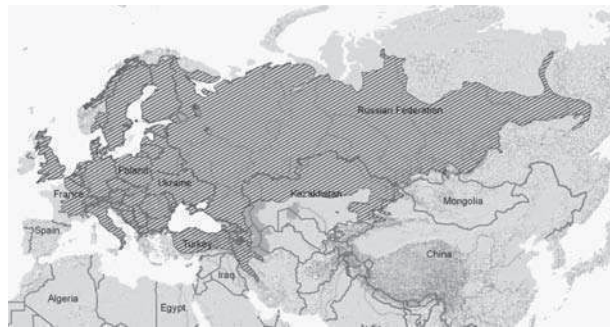 Russian Federation
Poland
Ukraine
France
Kazakhstan
Mongolia
Spain
Turkey
China
Iraq
Algeria
Egypt